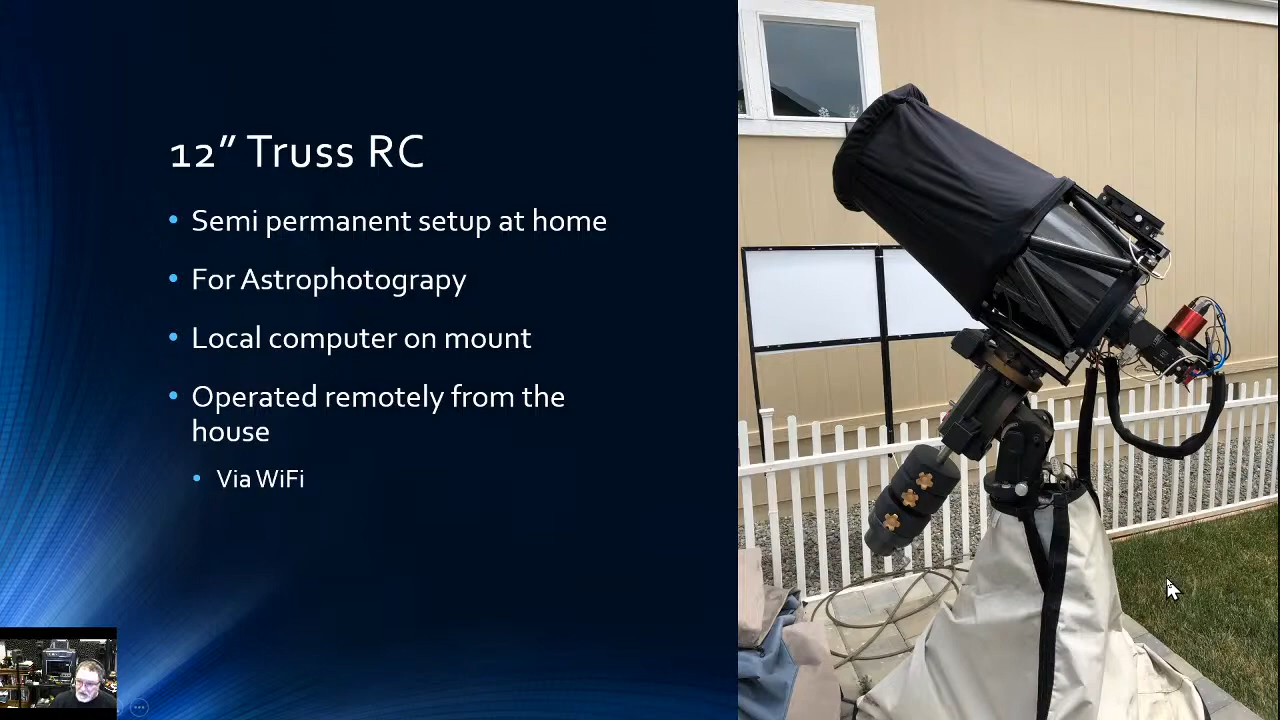 12” Truss RC
• Semi permanent setup at home
• For Astrophotograpy
• Local computer on mount
• Operated remotely from the
house
• Via WiFi